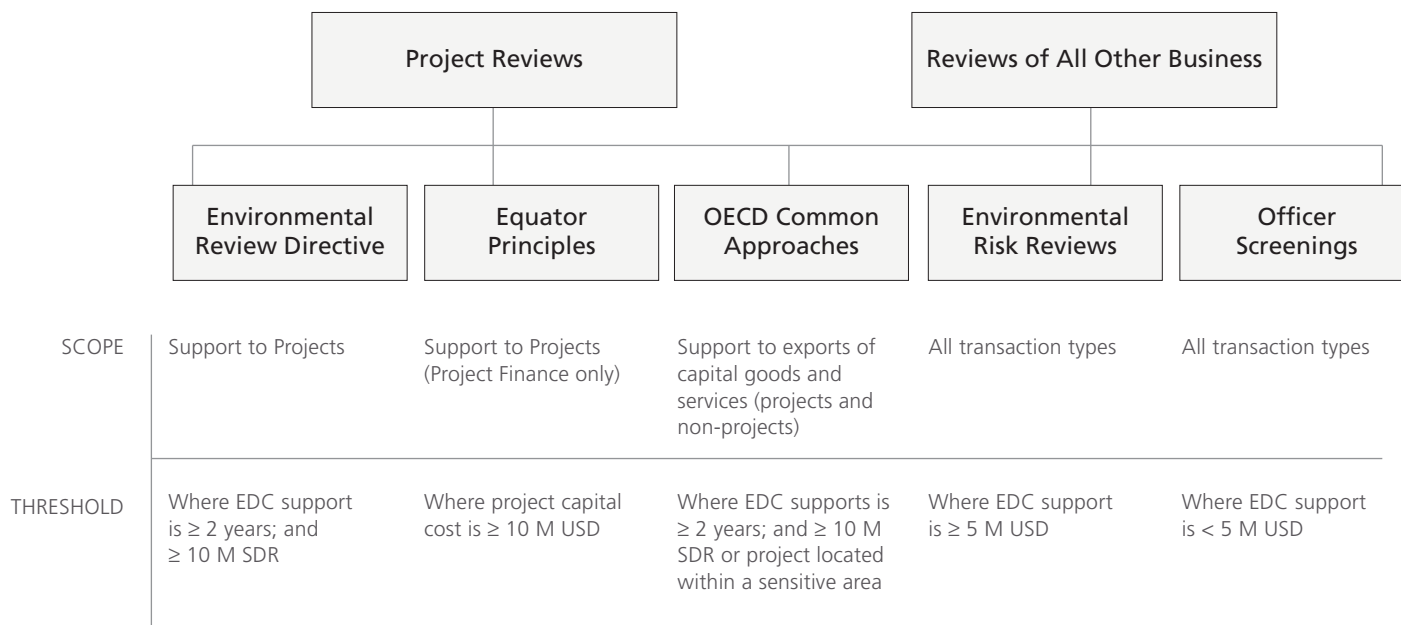 Project Reviews
Reviews of All Other Business
Environmental
Review Directive
Equator
Principles
OECD Common
Approaches
Environmental
Risk Reviews
Officer
Screenings
SCOPE
Support to Projects
Support to Projects
(Project Finance only)
Support to exports of
capital goods and
services (projects and
non-projects)
All transaction types
All transaction types
THRESHOLD
Where EDC support
is ≥ 2 years; and
≥ 10 M SDR
Where project capital
cost is ≥ 10 M USD
Where EDC supports is
≥ 2 years; and ≥ 10 M
SDR or project located
within a sensitive area
Where EDC support
is ≥ 5 M USD
Where EDC support
is < 5 M USD